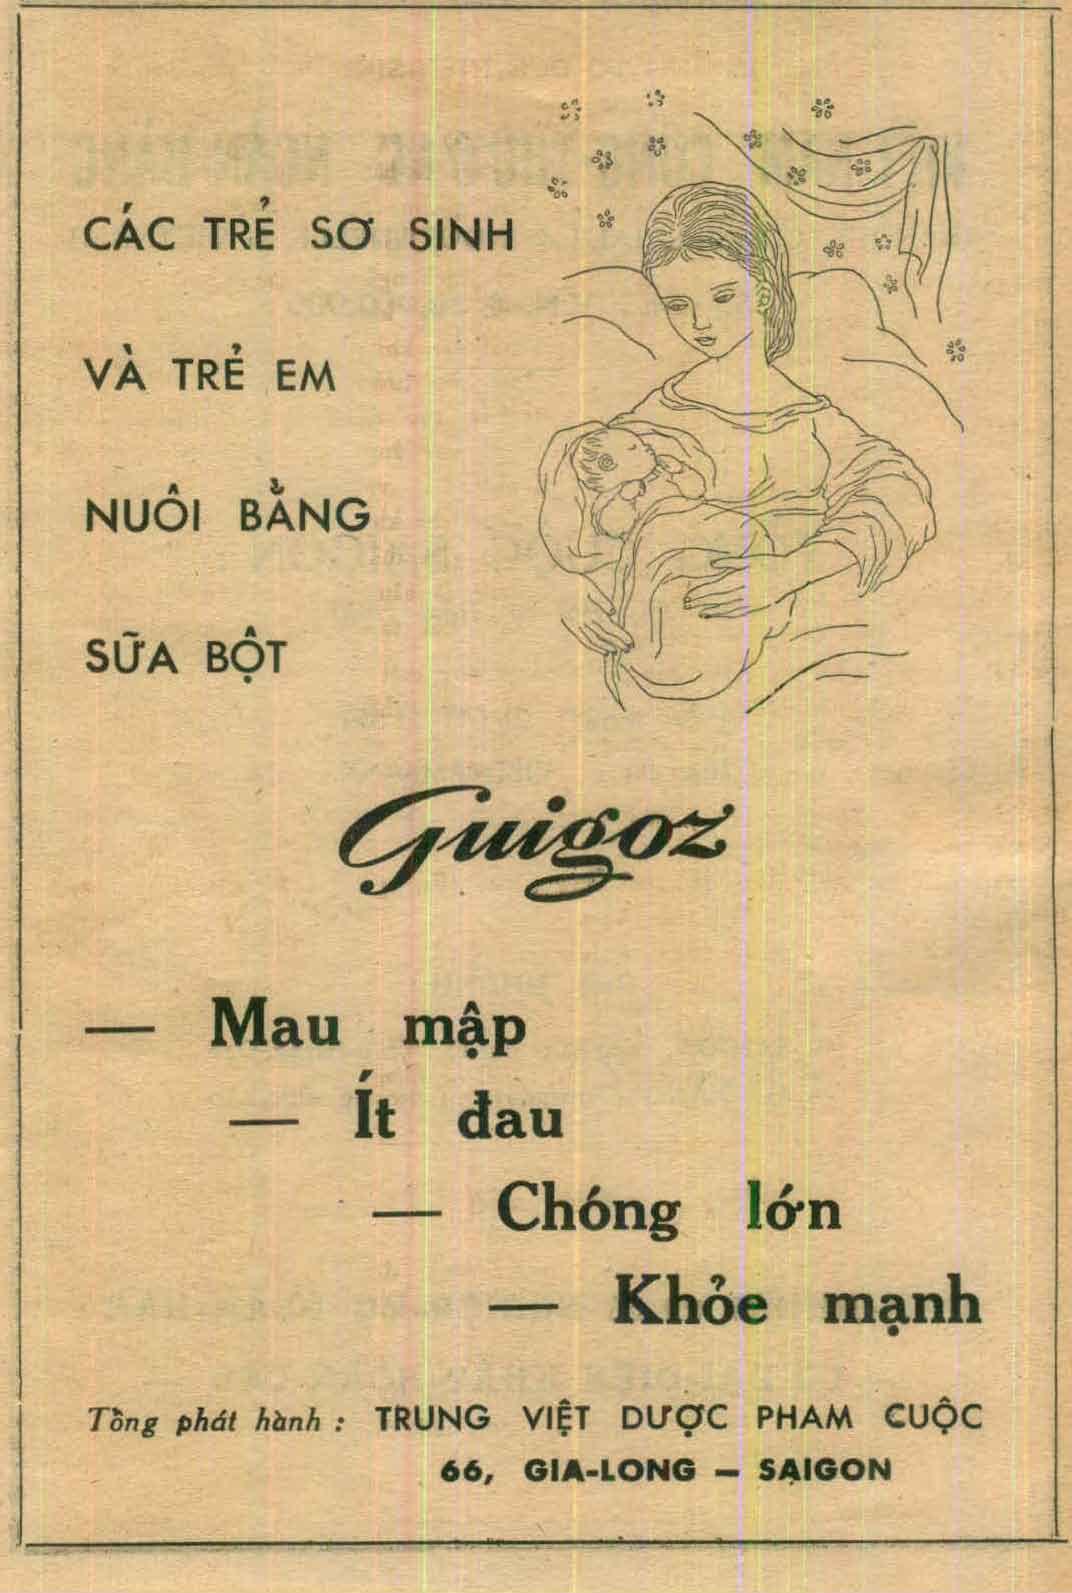 CÁC TRẺ SƠ SINH
VÀ TRẺ EM
NUÔI BẰNG
SỮA BỘT
Guigoz
— Mau mập
— Ít đau
— Chóng lớn
— Khỏe mạnh
Tổng phát hành : TRUNG VIỆT DƯỢC PHAM CUỘC
66, GIA-LONG — SAIGON